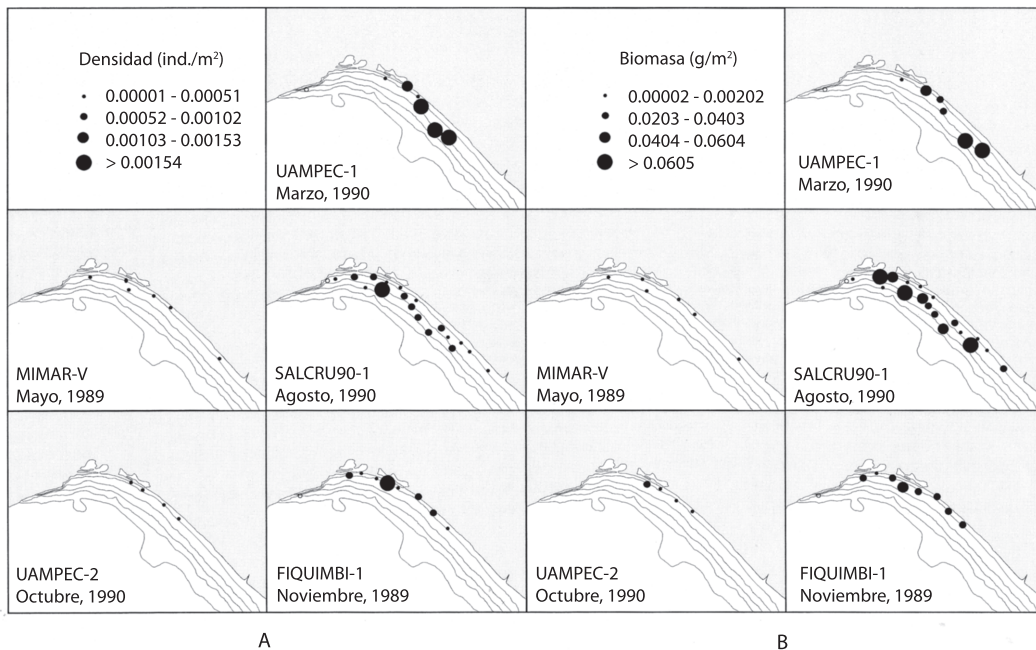 Densidad (ind./m²)
0.00001 - 0.00051
0.00052 - 0.00102
0.00103 - 0.00153
> 0.00154
UAMPEC-1
Marzo, 1990
Biomasa (g/m²)
0.00002 - 0.00202
0.0203 - 0.0403
0.0404 - 0.0604
> 0.0605
UAMPEC-1
Marzo, 1990
MIMAR-V
Mayo, 1989
SALCRU90-1
Agosto, 1990
MIMAR-V
Mayo, 1989
SALCRU90-1
Agosto, 1990
UAMPEC-2
Octubre, 1990
FIQUIMBI-1
Noviembre, 1989
UAMPEC-2
Octubre, 1990
FIQUIMBI-1
Noviembre, 1989
A
B